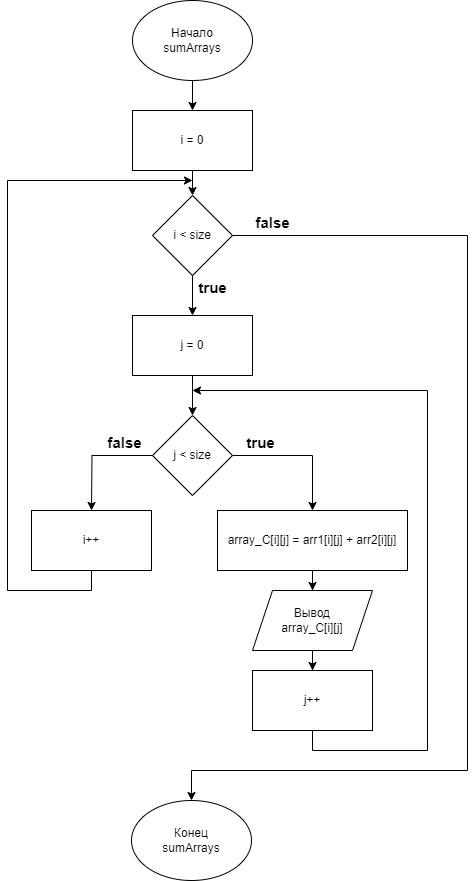 Начало
sumArrays
i = 0
i < size
false
true
j = 0
false
true
j < size
i++
array_C[i][j] = arr1[i][j] + arr2[i][j]
Вывод
array_C[i][j]
j++
Конец
sumArrays